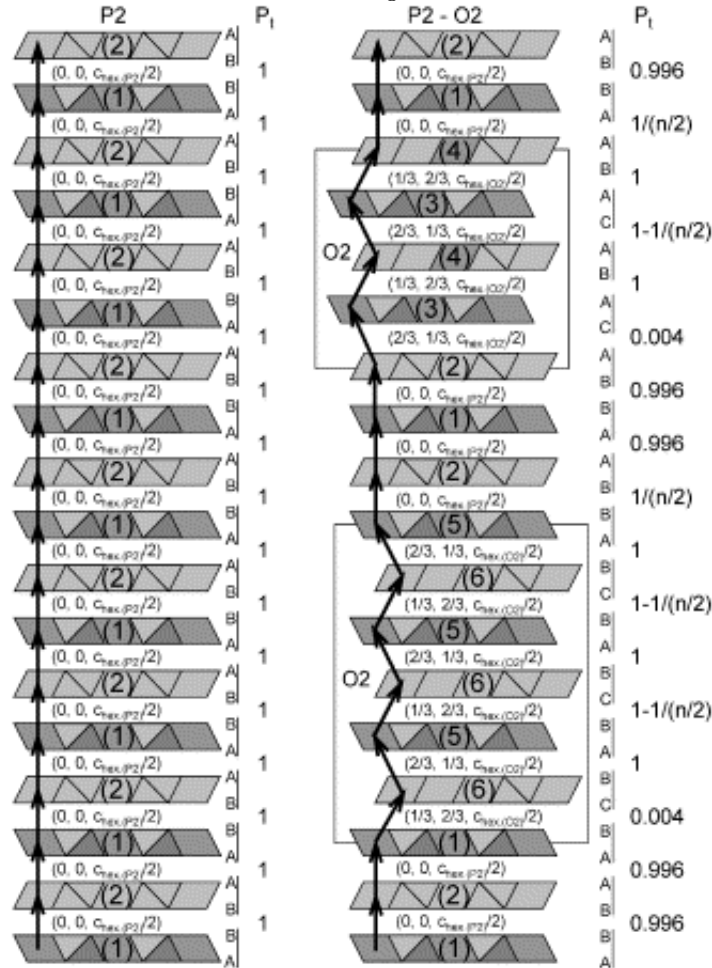 P2 Pt P2 - O2 Pt
(2) A B (2) A B
(0, 0, chex.(P2)/2) 1 (0, 0, chex.(P2)/2) 0.996
(1) B A (1) B A
(0, 0, chex.(P2)/2) 1 (0, 0, chex.(P2)/2) 1/(n/2)
(2) A B (4) A B
(0, 0, chex.(P2)/2) 1 (1/3, 2/3, chex.(O2)/2) 1
(1) B A (3) A C
(0, 0, chex.(P2)/2) 1 (2/3, 1/3, chex.(O2)/2) 1-1/(n/2)
(2) A B O2 (4) A B
(0, 0, chex.(P2)/2) 1 (1/3, 2/3, chex.(O2)/2) 1
(1) B A (3) A C
(0, 0, chex.(P2)/2) 1 (2/3, 1/3, chex.(O2)/2) 0.004
(2) A B (2) A B
(0, 0, chex.(P2)/2) 1 (0, 0, chex.(P2)/2) 0.996
(1) B A (1) B A
(0, 0, chex.(P2)/2) 1 (0, 0, chex.(P2)/2) 0.996
(2) A B (2) A B
(0, 0, chex.(P2)/2) 1 (0, 0, chex.(P2)/2) 1/(n/2)
(1) B A (5) B A
(0, 0, chex.(P2)/2) 1 (2/3, 1/3, chex.(O2)/2) 1
(2) A B (6) B C
(0, 0, chex.(P2)/2) 1 (1/3, 2/3, chex.(O2)/2) 1-1/(n/2)
(1) B A (5) B A
(0, 0, chex.(P2)/2) 1 (2/3, 1/3, chex.(O2)/2) 1
(2) A B O2 (6) B C
(0, 0, chex.(P2)/2) 1 (1/3, 2/3, chex.(O2)/2) 1-1/(n/2)
(1) B A (5) B A
(0, 0, chex.(P2)/2) 1 (2/3, 1/3, chex.(O2)/2) 1
(2) A B (6) B C
(0, 0, chex.(P2)/2) 1 (1/3, 2/3, chex.(O2)/2) 0.004
(1) B A (1) B A
(0, 0, chex.(P2)/2) 1 (0, 0, chex.(P2)/2) 0.996
(2) A B (2) A B
(0, 0, chex.(P2)/2) 1 (0, 0, chex.(P2)/2) 0.996
(1) B A (1) B A